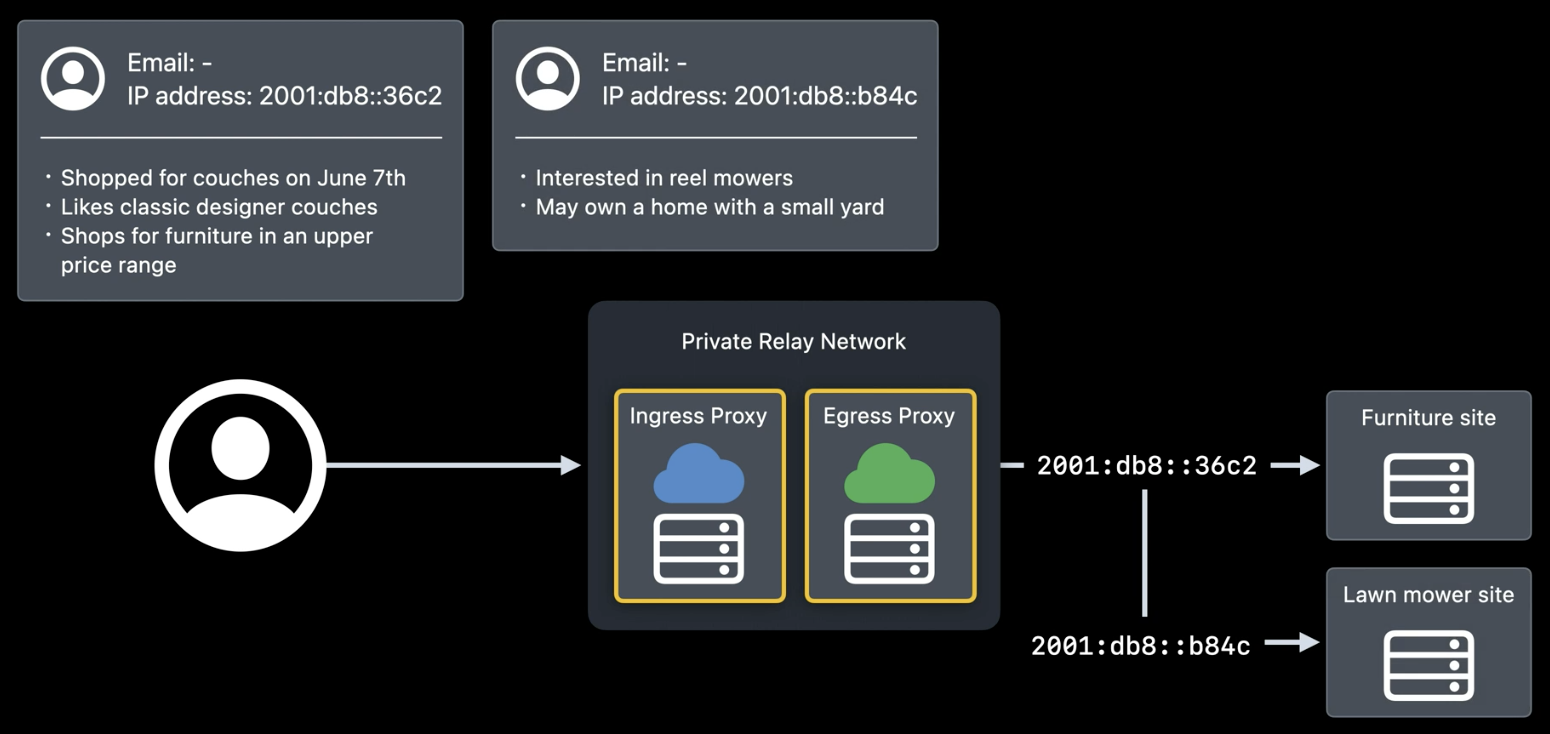 Email: -
IP address: 2001:db8::36c2
· Shopped for couches on June 7th
· Likes classic designer couches
· Shops for furniture in an upper
price range
Email: -
IP address: 2001:db8::b84c
· Interested in reel mowers
· May own a home with a small yard
Private Relay Network
Ingress Proxy
Egress Proxy
2001:db8::36c2
Furniture site
2001:db8::b84c
Lawn mower site